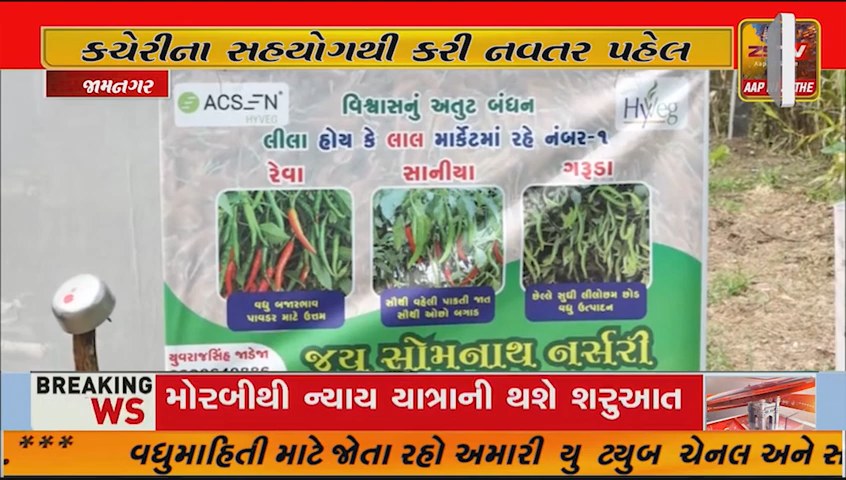 કચેરીના સહયોગથી કરી નવતર પહેલ
જામનગર
ACSEN
HYVEG
HyVeg
વિશ્વાસનું અતુટ બંધન
લીલા હોય કે લાલ માર્કેટમાં રહે નંબર-૧
રેવા સાનીયા ગરૂડા
વધુ બજારભાવ
પાવડર માટે ઉત્તમ
સૌથી વહેલી પાકતી જાત
સૌથી ઓછો બગાડ
છેલ્લે સુધી લીલોછમ છોડ
વધુ ઉત્પાદન
યુવરાજસિંહ જાડેજા
જય સોમનાથ નર્સરી
BREAKING
WS
મોરબીથી ન્યાય યાત્રાની થશે શરુઆત
. *** વધુમાહિતી માટે જોતા રહો અમારી યુ ટ્યુબ ચેનલ અને સ